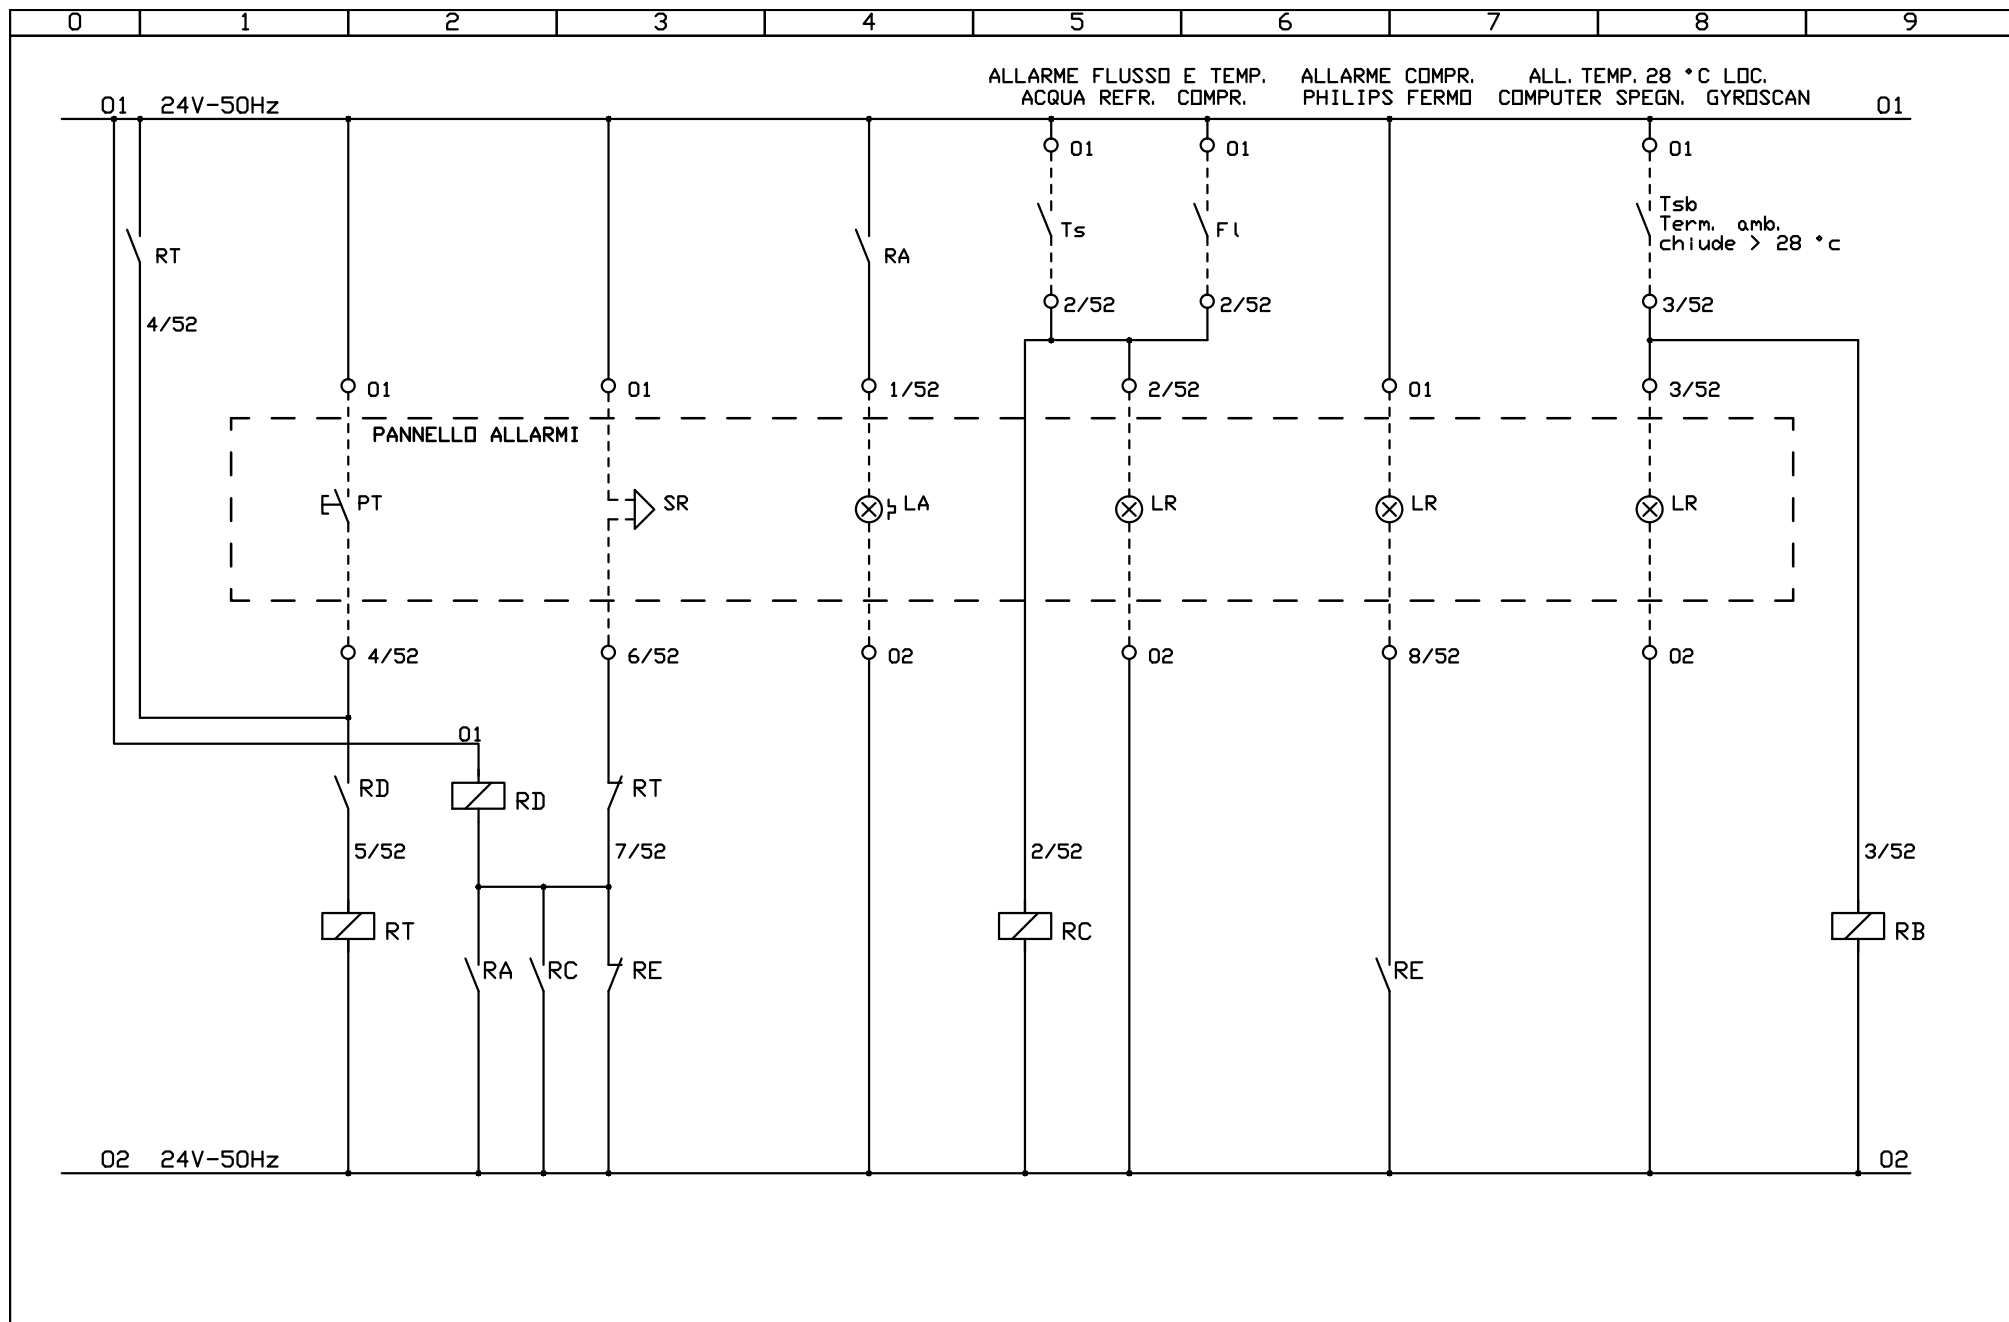 0 1 2 3 4 5 6 7 8 9
ALLARME FLUSSO E TEMP.
ACQUA REFR. COMPR.
ALLARME COMPR.
PHILIPS FERMO
ALL. TEMP. 28 °C LOC.
COMPUTER SPEGN. GYROSCAN
01 24V-50Hz
01
01
01
01
RT
RA
Ts
Fl
Tsb
Term. amb.
chiude > 28 °c
4/52
2/52
2/52
3/52
01
01
1/52
2/52
01
3/52
PANNELLO ALLARMI
PT
SR
LA
LR
LR
LR
4/52
6/52
02
02
8/52
02
01
RD
RD
RT
5/52
7/52
2/52
3/52
RT
RC
RB
RA
RC
RE
RE
02 24V-50Hz
02